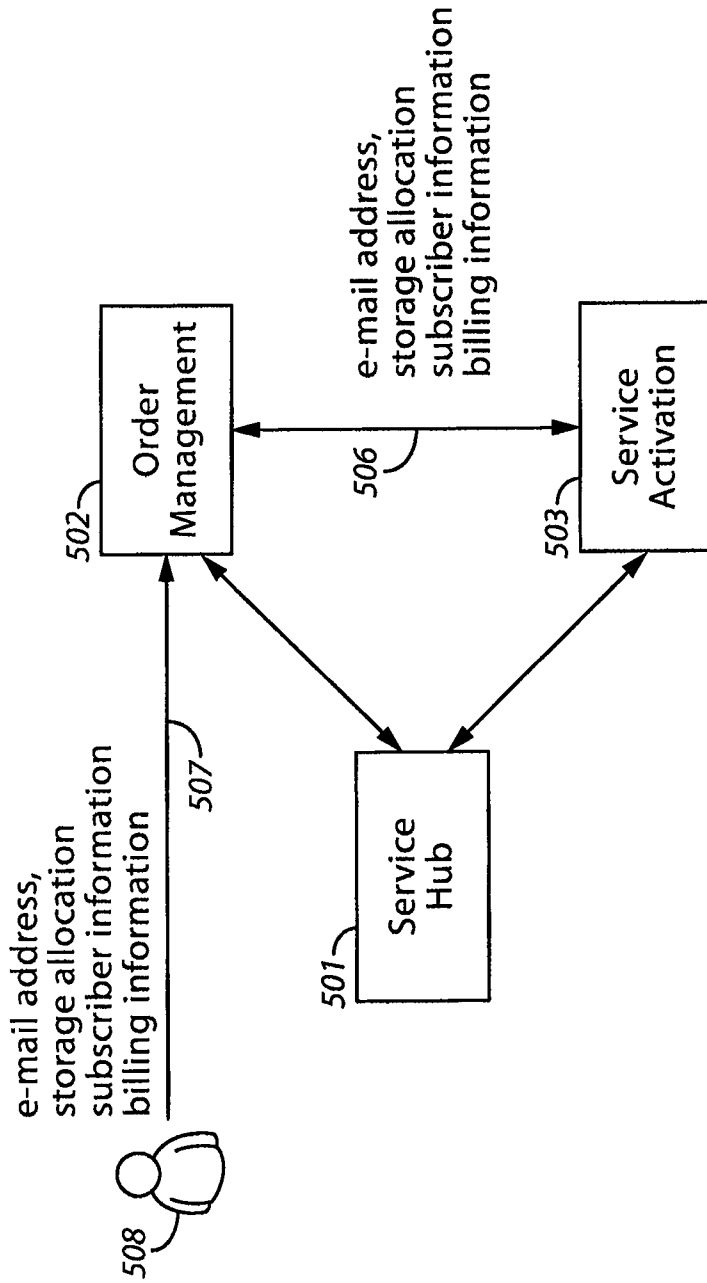 e-mail address,
storage allocation
subscriber information
billing information
508
507
502
Order
Management
506
e-mail address,
storage allocation
subscriber information
billing information
501
Service
Hub
503
Service
Activation